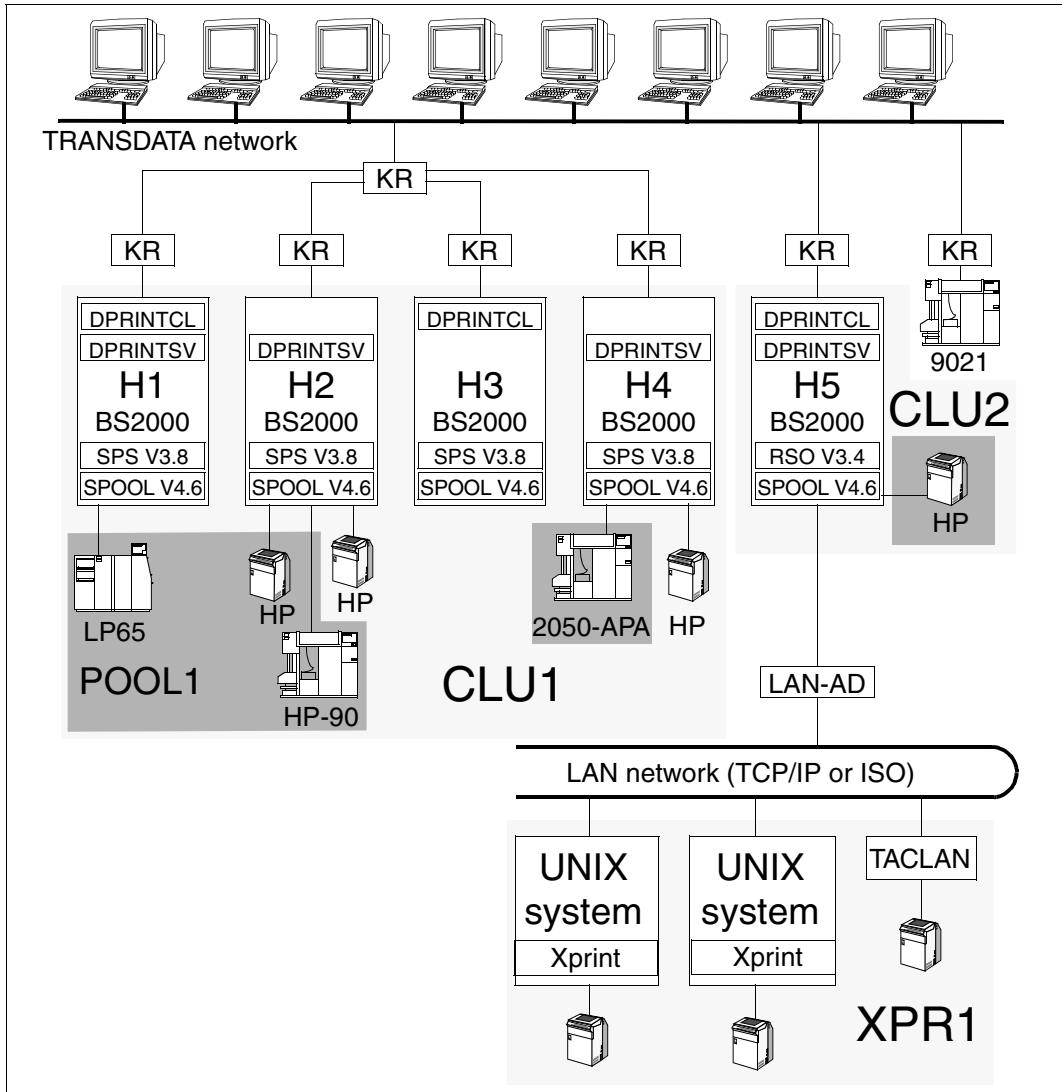 TRANSDATA network
KR
KR
KR
KR
KR
KR
KR
DPRINTCL
DPRINTSV
H1
BS2000
SPS V3.8
SPOOL V4.6
DPRINTSV
H2
BS2000
SPS V3.8
SPOOL V4.6
DPRINTCL
H3
BS2000
SPS V3.8
SPOOL V4.6
DPRINTSV
H4
BS2000
SPS V3.8
SPOOL V4.6
DPRINTCL
DPRINTSV
H5
BS2000
RSO V3.4
SPOOL V4.6
9021
CLU2
HP
LP65
HP
HP
HP-90
POOL1
CLU1
2050-APA
HP
LAN-AD
LAN network (TCP/IP or ISO)
UNIX
system
Xprint
UNIX
system
Xprint
TACLAN
XPR1